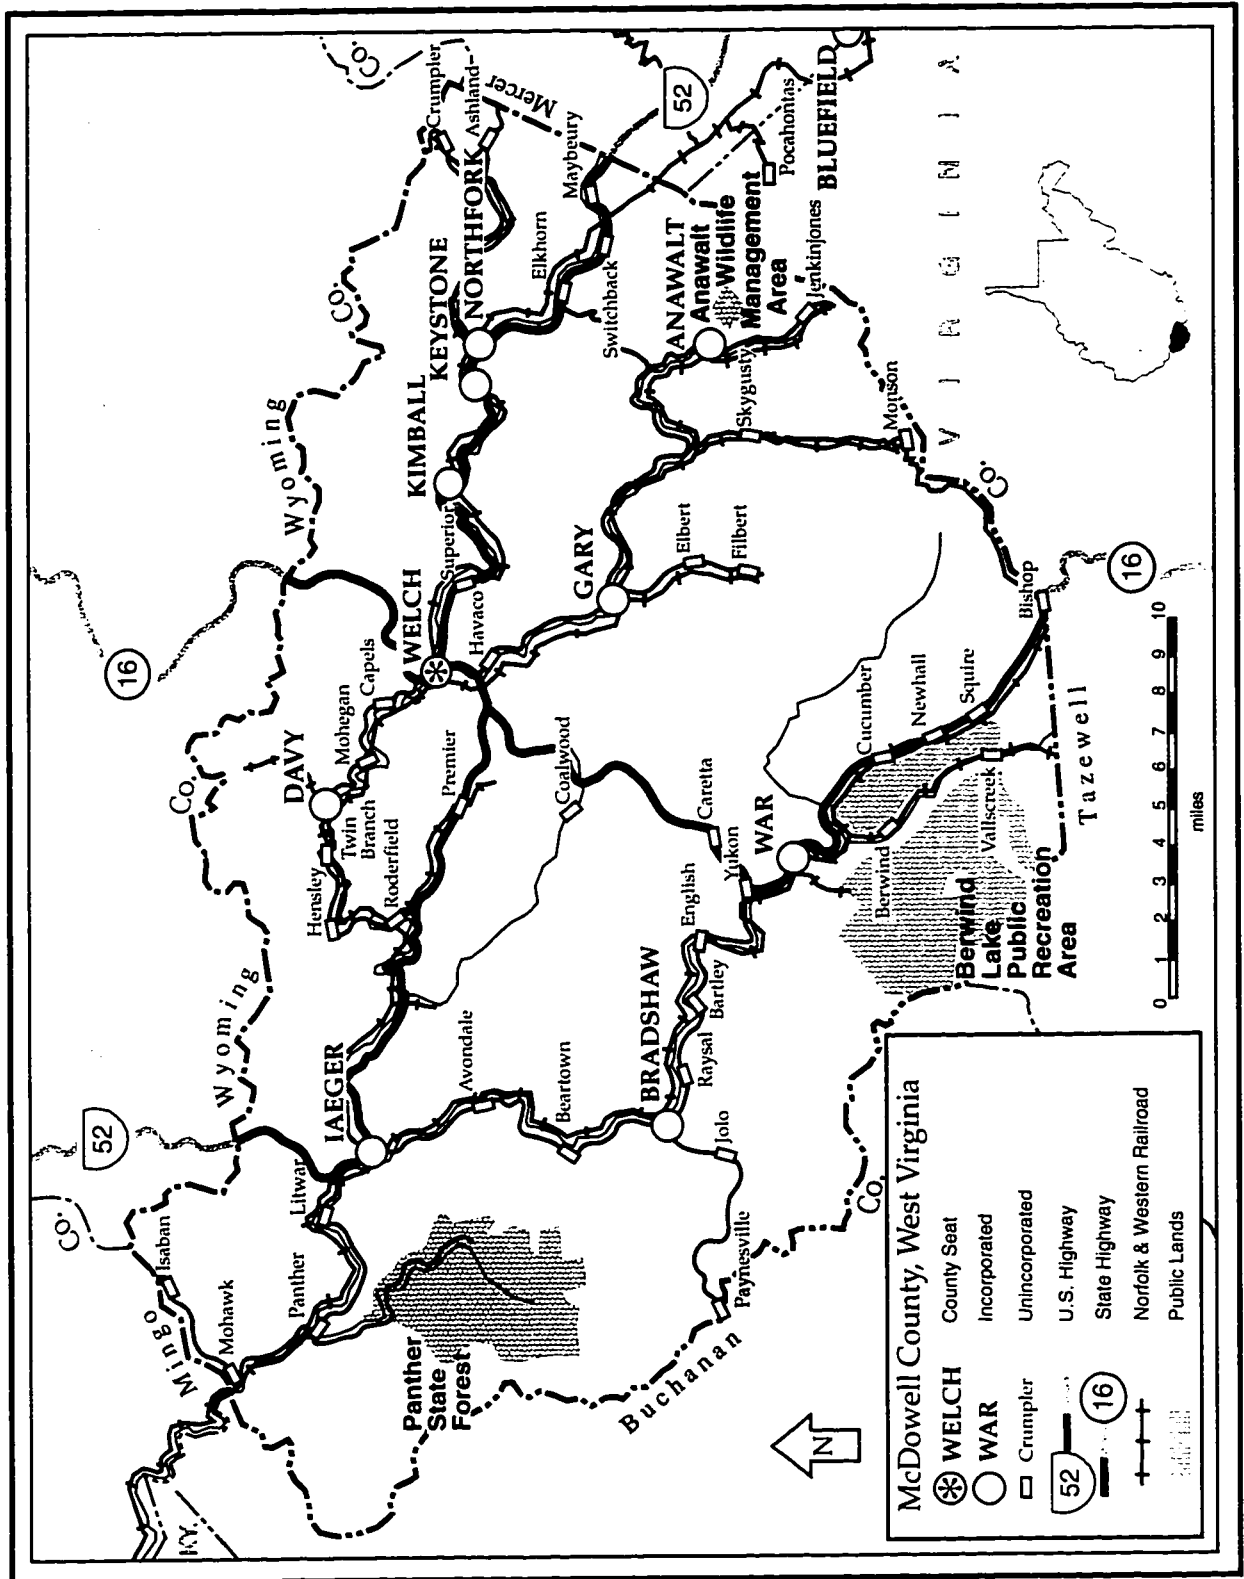 McDowell County, West Virginia
WELCH County Seat
WAR Incorporated
Crumpler Unincorporated
52 U.S. Highway
16 State Highway
Norfolk & Western Railroad
Public Lands
N
0 1 2 3 4 5 6 7 8 9 10
miles
KY.
Mingo
Co.
Isaban
Mohawk
Panther
Litwar
Panther
State
Forest
52
Wyoming
Co.
IAEGER
Avondale
Beartown
BRADSHAW
Jolo
Paynesville
Buchanan
Co.
Raysal
Bartley
English
Yukon
WAR
Caretta
Coalwood
Hensley
Roderfield
Twin
Branch
DAVY
Mohegan
Capels
Premier
16
WELCH
Havaco
Superior
KIMBALL
KEYSTONE
NORTHFORK
Wyoming
Co.
Crumpler
Ashland
Mercer
Co.
Elkhorn
Maybeury
Switchback
52
GARY
Elbert
Filbert
ANAWALT
Anawalt
Wildlife
Management
Area
Skygusty
Jenkinjones
Pocahontas
BLUEFIELD
Monson
Co.
VIRGINIA
Bishop
16
Cucumber
Newhall
Squire
Berwind
Vallscreek
Berwind
Lake
Public
Recreation
Area
Tazewell